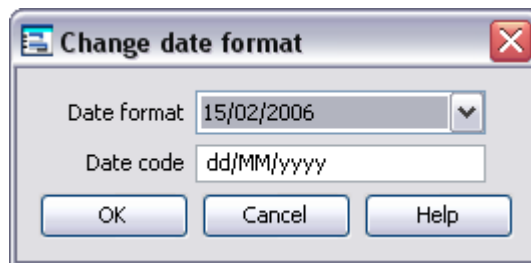 Change date format
Date format 15/02/2006
Date code dd/MM/yyyy
OK Cancel Help